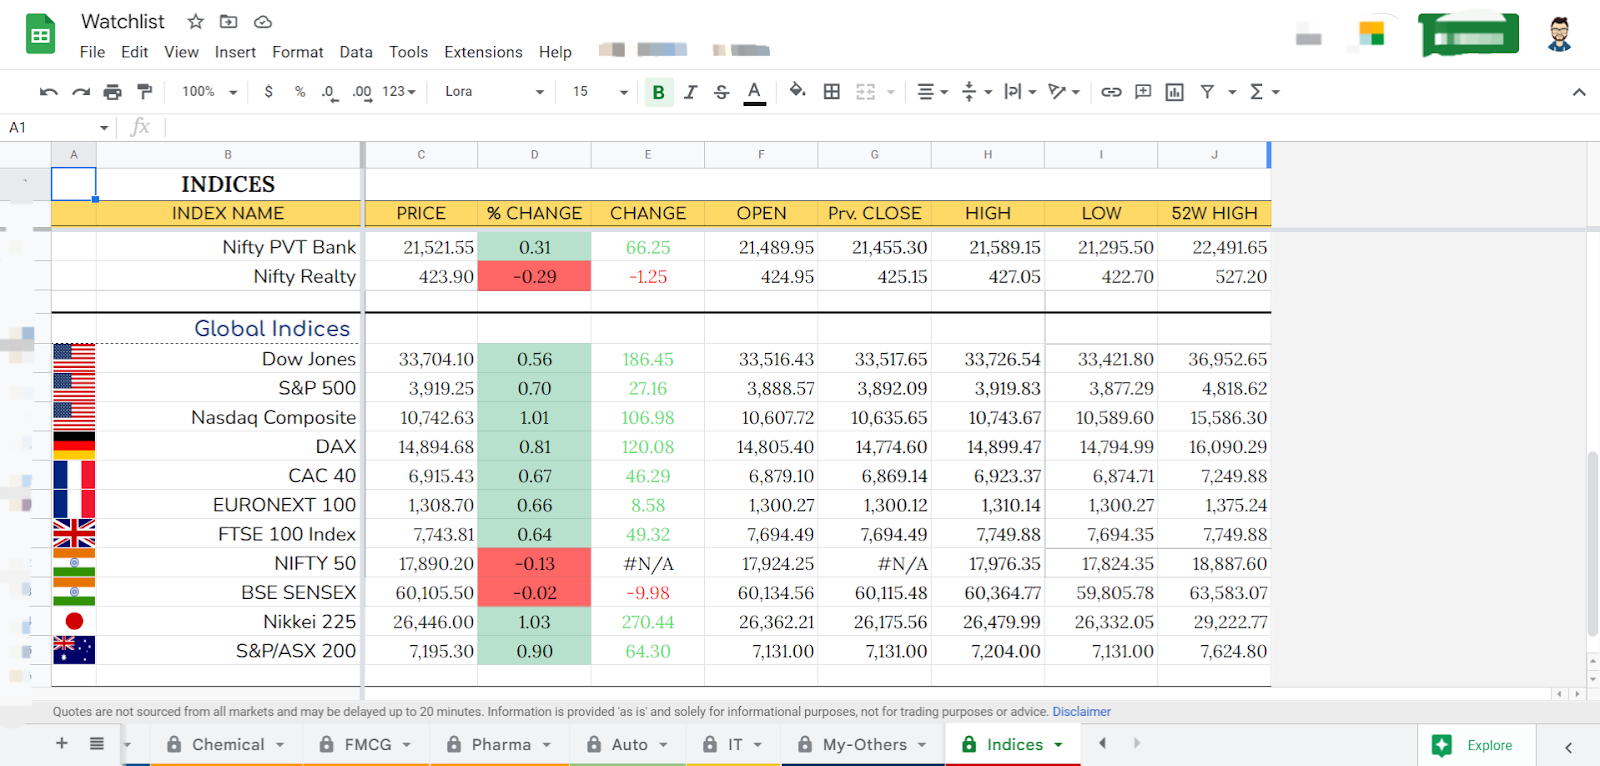 Watchlist
File Edit View Insert Format Data Tools Extensions Help
100% $ % .0 .00 123 Lora 15 B I S A Σ
A1 fx
A B C D E F G H I J
INDICES
INDEX NAME PRICE % CHANGE CHANGE OPEN Prv. CLOSE HIGH LOW 52W HIGH
Nifty PVT Bank 21,521.55 0.31 66.25 21,489.95 21,455.30 21,589.15 21,295.50 22,491.65
Nifty Realty 423.90 -0.29 -1.25 424.95 425.15 427.05 422.70 527.20
Global Indices
Dow Jones 33,704.10 0.56 186.45 33,516.43 33,517.65 33,726.54 33,421.80 36,952.65
S&P 500 3,919.25 0.70 27.16 3,888.57 3,892.09 3,919.83 3,877.29 4,818.62
Nasdaq Composite 10,742.63 1.01 106.98 10,607.72 10,635.65 10,743.67 10,589.60 15,586.30
DAX 14,894.68 0.81 120.08 14,805.40 14,774.60 14,899.47 14,794.99 16,090.29
CAC 40 6,915.43 0.67 46.29 6,879.10 6,869.14 6,923.37 6,874.71 7,249.88
EURONEXT 100 1,308.70 0.66 8.58 1,300.27 1,300.12 1,310.14 1,300.27 1,375.24
FTSE 100 Index 7,743.81 0.64 49.32 7,694.49 7,694.49 7,749.88 7,694.35 7,749.88
NIFTY 50 17,890.20 -0.13 #N/A 17,924.25 #N/A 17,976.35 17,824.35 18,887.60
BSE SENSEX 60,105.50 -0.02 -9.98 60,134.56 60,115.48 60,364.77 59,805.78 63,583.07
Nikkei 225 26,446.00 1.03 270.44 26,362.21 26,175.56 26,479.99 26,332.05 29,222.77
S&P/ASX 200 7,195.30 0.90 64.30 7,131.00 7,131.00 7,204.00 7,131.00 7,624.80
Quotes are not sourced from all markets and may be delayed up to 20 minutes. Information is provided 'as is' and solely for informational purposes, not for trading purposes or advice. Disclaimer
Chemical FMCG Pharma Auto IT My-Others Indices Explore